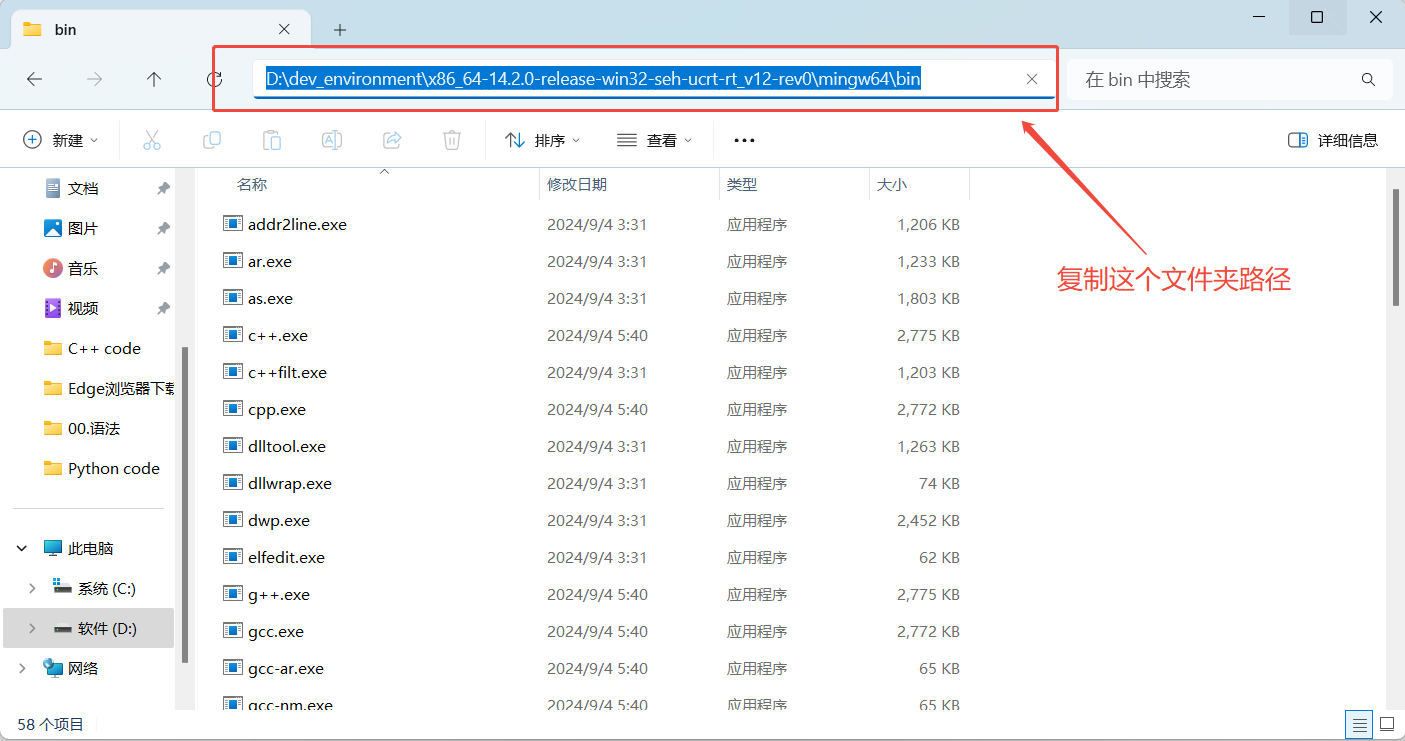 bin
D:\dev_environment\x86_64-14.2.0-release-win32-seh-ucrt-rt_v12-rev0\mingw64\bin
在 bin 中搜索
新建
排序
查看
详细信息
文档
图片
音乐
视频
C++ code
Edge浏览器下载
00.语法
Python code
此电脑
系统 (C:)
软件 (D:)
网络
名称 修改日期 类型 大小
addr2line.exe 2024/9/4 3:31 应用程序 1,206 KB
ar.exe 2024/9/4 3:31 应用程序 1,233 KB
as.exe 2024/9/4 3:31 应用程序 1,803 KB
c++.exe 2024/9/4 5:40 应用程序 2,775 KB
c++filt.exe 2024/9/4 3:31 应用程序 1,203 KB
cpp.exe 2024/9/4 5:40 应用程序 2,772 KB
dlltool.exe 2024/9/4 3:31 应用程序 1,263 KB
dllwrap.exe 2024/9/4 3:31 应用程序 74 KB
dwp.exe 2024/9/4 3:31 应用程序 2,452 KB
elfedit.exe 2024/9/4 3:31 应用程序 62 KB
g++.exe 2024/9/4 5:40 应用程序 2,775 KB
gcc.exe 2024/9/4 5:40 应用程序 2,772 KB
gcc-ar.exe 2024/9/4 5:40 应用程序 65 KB
gcc-nm.exe 2024/9/4 5:40 应用程序 65 KB
复制这个文件夹路径
58 个项目